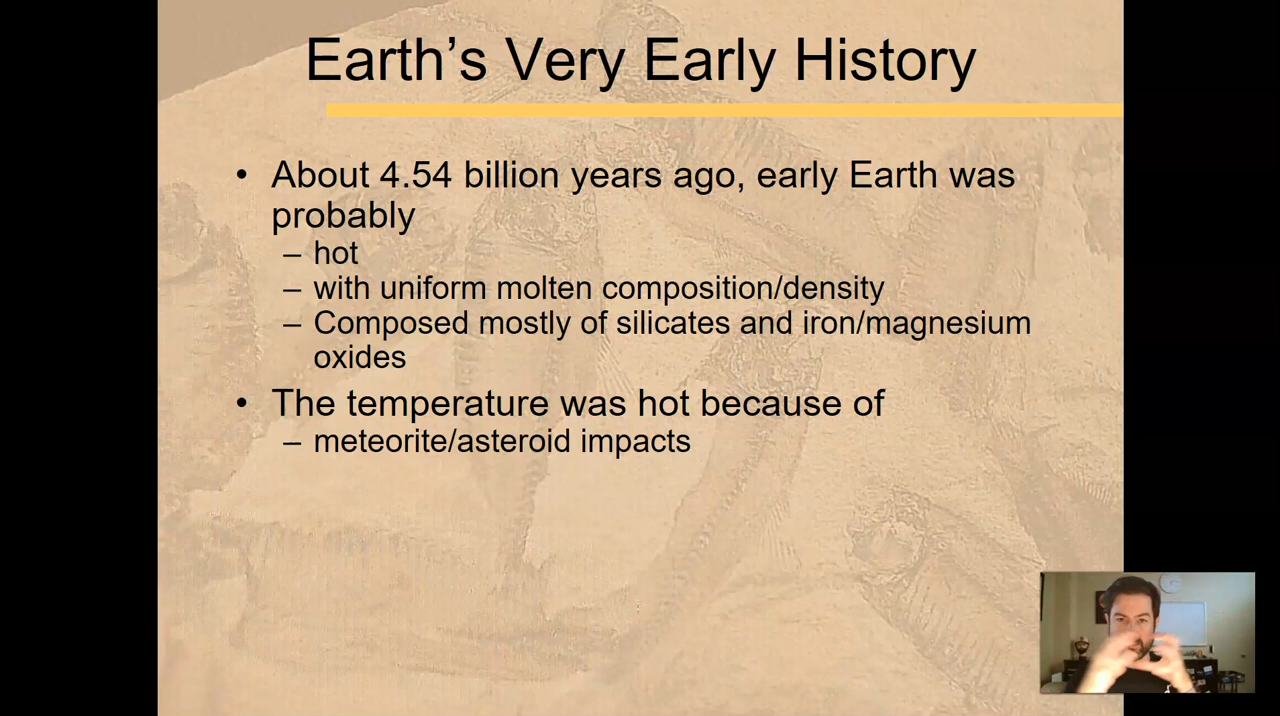 Earth's Very Early History
• About 4.54 billion years ago, early Earth was
probably
– hot
– with uniform molten composition/density
– Composed mostly of silicates and iron/magnesium
oxides
• The temperature was hot because of
– meteorite/asteroid impacts